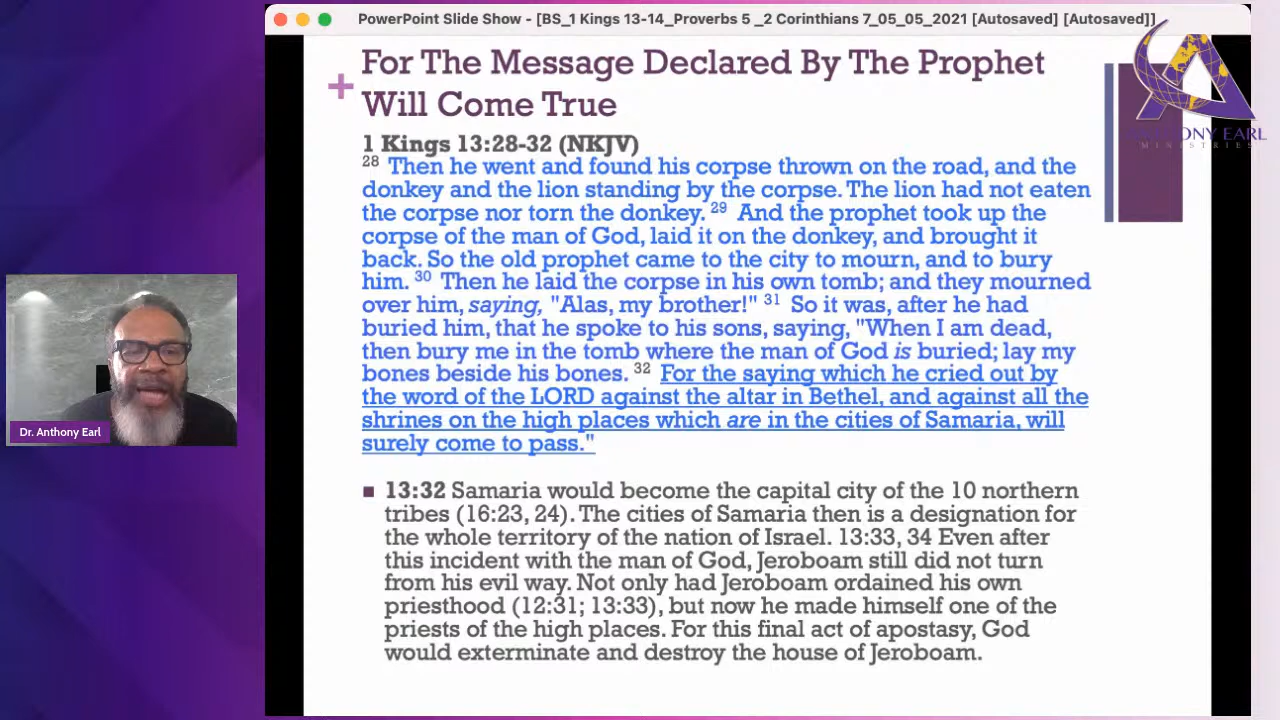 PowerPoint Slide Show - [BS_1 Kings 13-14_Proverbs 5 _2 Corinthians 7_05_05_2021 [Autosaved] [Autosaved]]
+ For The Message Declared By The Prophet
Will Come True
1 Kings 13:28-32 (NKJV)
28 Then he went and found his corpse thrown on the road, and the
donkey and the lion standing by the corpse. The lion had not eaten
the corpse nor torn the donkey. 29 And the prophet took up the
corpse of the man of God, laid it on the donkey, and brought it
back. So the old prophet came to the city to mourn, and to bury
him. 30 Then he laid the corpse in his own tomb; and they mourned
over him, saying, "Alas, my brother!" 31 So it was, after he had
buried him, that he spoke to his sons, saying, "When I am dead,
then bury me in the tomb where the man of God is buried; lay my
bones beside his bones. 32 For the saying which he cried out by
the word of the LORD against the altar in Bethel, and against all the
shrines on the high places which are in the cities of Samaria, will
surely come to pass."
■ 13:32 Samaria would become the capital city of the 10 northern
tribes (16:23, 24). The cities of Samaria then is a designation for
the whole territory of the nation of Israel. 13:33, 34 Even after
this incident with the man of God, Jeroboam still did not turn
from his evil way. Not only had Jeroboam ordained his own
priesthood (12:31; 13:33), but now he made himself one of the
priests of the high places. For this final act of apostasy, God
would exterminate and destroy the house of Jeroboam.
ANTHONY EARL
MINISTRIES
Dr. Anthony Earl